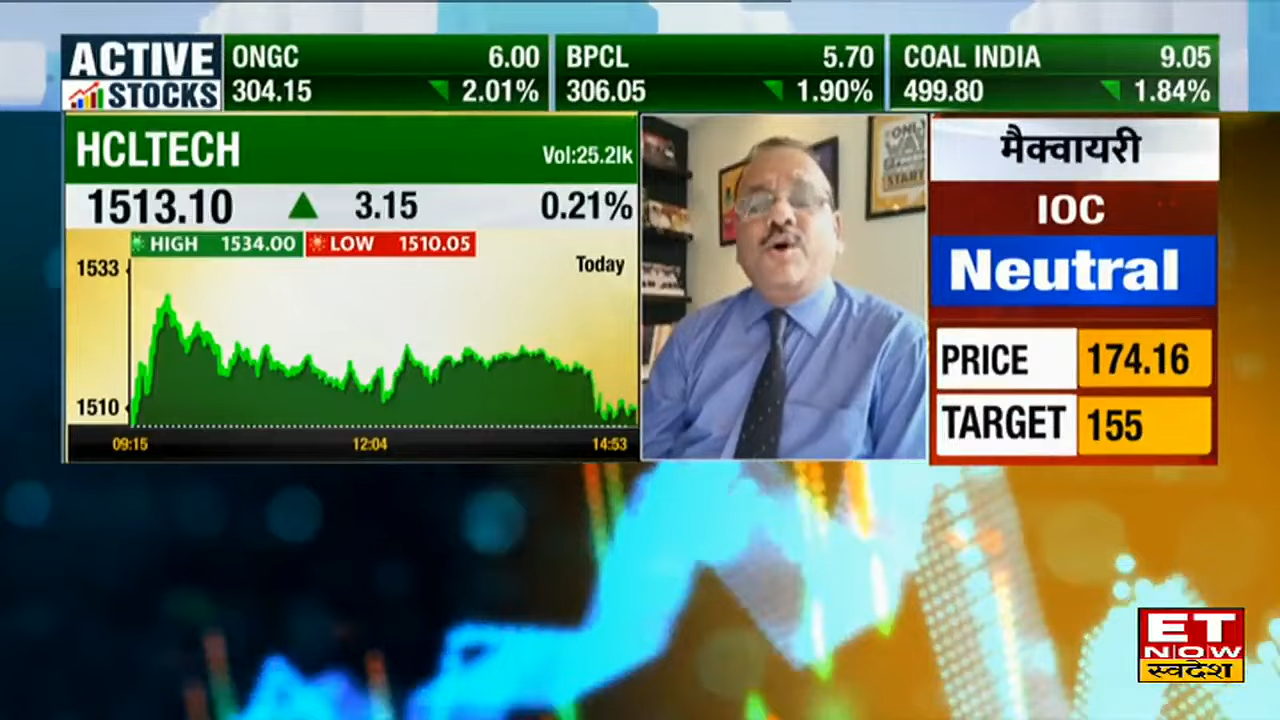 ACTIVE
STOCKS
ONGC 6.00
304.15 2.01%
BPCL 5.70
306.05 1.90%
COAL INDIA 9.05
499.80 1.84%
HCLTECH Vol:25.2lk
1513.10 3.15 0.21%
HIGH 1534.00 LOW 1510.05
Today
1533
1510
09:15 12:04 14:53
ONLY
WAY
START
मैक्वायरी
IOC
Neutral
PRICE 174.16
TARGET 155
ET
NOW
स्वदेश